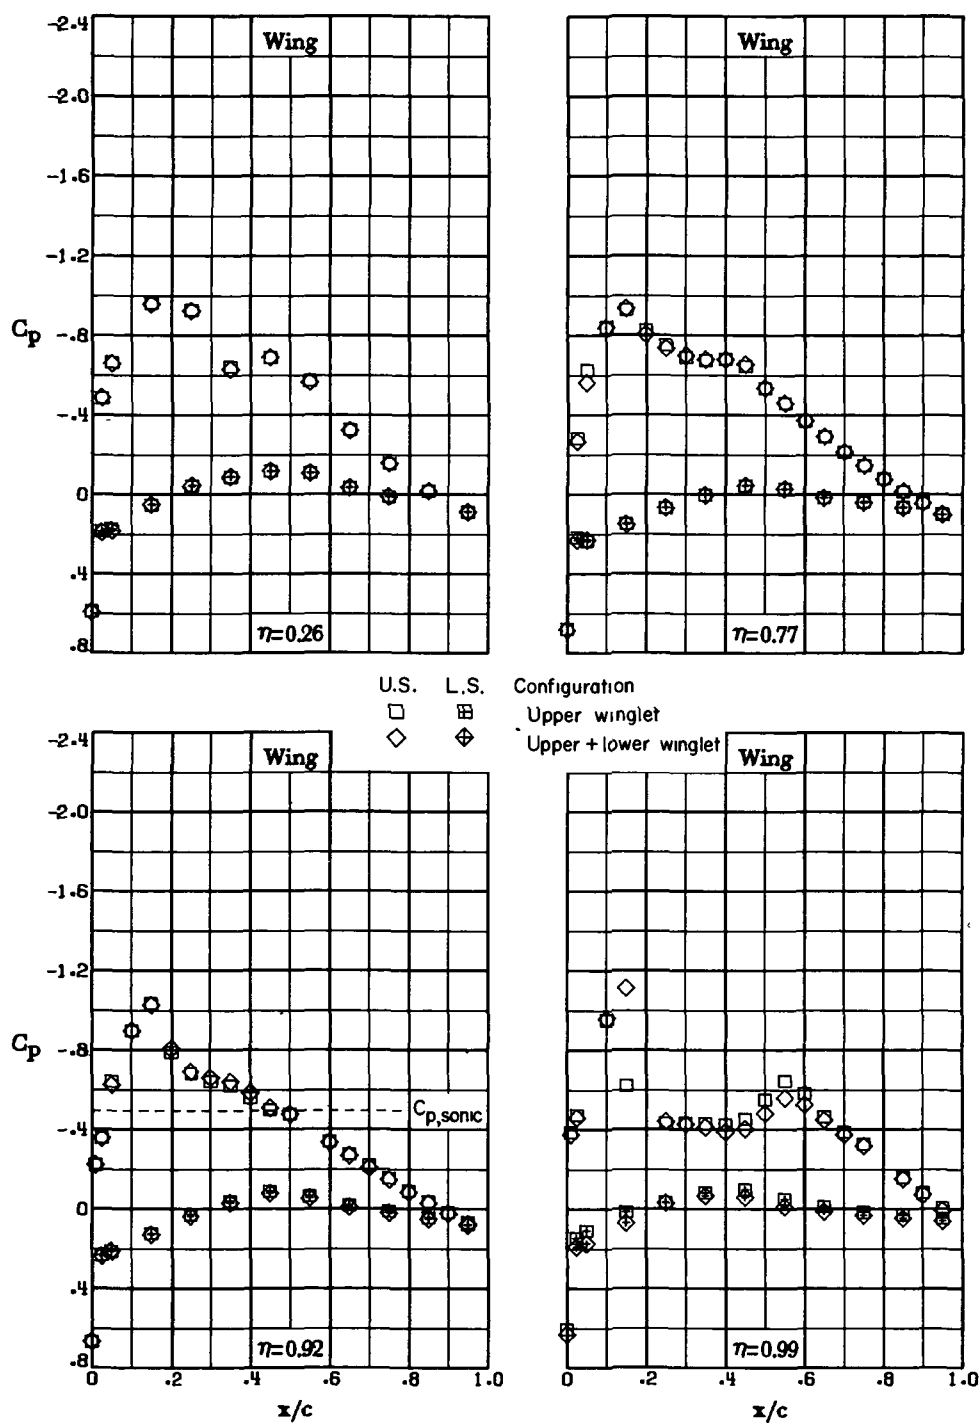 -2.4
Wing
Wing
-2.0
-1.6
-1.2
Cp
-.8
-.4
0
.4
.8
η=0.26
η=0.77
U.S. L.S. Configuration
Upper winglet
Upper + lower winglet
-2.4
Wing
Wing
-2.0
-1.6
-1.2
Cp
-.8
Cp,sonic
-.4
0
.4
.8
η=0.92
η=0.99
0 .2 .4 .6 .8 1.0
0 .2 .4 .6 .8 1.0
x/c
x/c